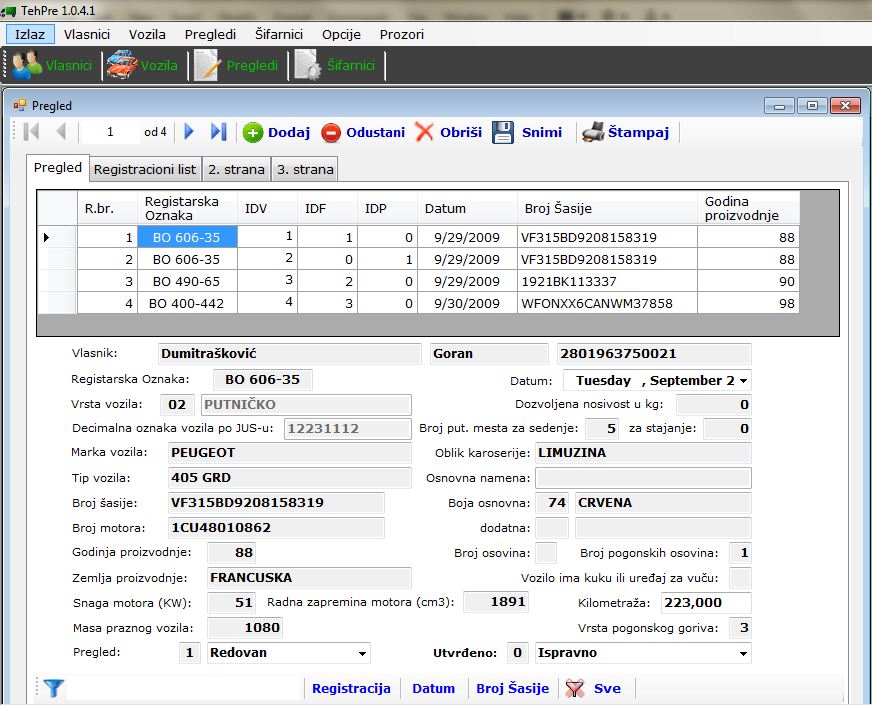 TehPre 1.0.4.1
Izlaz Vlasnici Vozila Pregledi Šifarnici Opcije Prozori
Vlasnici Vozila Pregledi Šifarnici
Pregled
1 od 4 Dodaj Odustani Obriši Snimi Štampaj
Pregled Registracioni list 2. strana 3. strana
R.br. Registarska Oznaka IDV IDF IDP Datum Broj Šasije Godina proizvodnje
1 BO 606-35 1 1 0 9/29/2009 VF315BD9208158319 88
2 BO 606-35 2 0 1 9/29/2009 VF315BD9208158319 88
3 BO 490-65 3 2 0 9/29/2009 1921BK113337 90
4 BO 400-442 4 3 0 9/30/2009 WFONXX6CANWM37858 98
Vlasnik: Dumitrašković Goran 2801963750021
Registarska Oznaka: BO 606-35 Datum: Tuesday , September 2
Vrsta vozila: 02 PUTNIČKO Dozvoljena nosivost u kg: 0
Decimalna oznaka vozila po JUS-u: 12231112 Broj put. mesta za sedenje: 5 za stajanje: 0
Marka vozila: PEUGEOT Oblik karoserije: LIMUZINA
Tip vozila: 405 GRD Osnovna namena:
Broj šasije: VF315BD9208158319 Boja osnovna: 74 CRVENA
Broj motora: 1CU48010862 dodatna:
Godinja proizvodnje: 88 Broj osovina: Broj pogonskih osovina: 1
Zemlja proizvodnje: FRANCUSKA Vozilo ima kuku ili uređaj za vuču:
Snaga motora (KW): 51 Radna zapremina motora (cm3): 1891 Kilometraža: 223,000
Masa praznog vozila: 1080 Vrsta pogonskog goriva: 3
Pregled: 1 Redovan Utvrđeno: 0 Ispravno
Registracija Datum Broj Šasije Sve